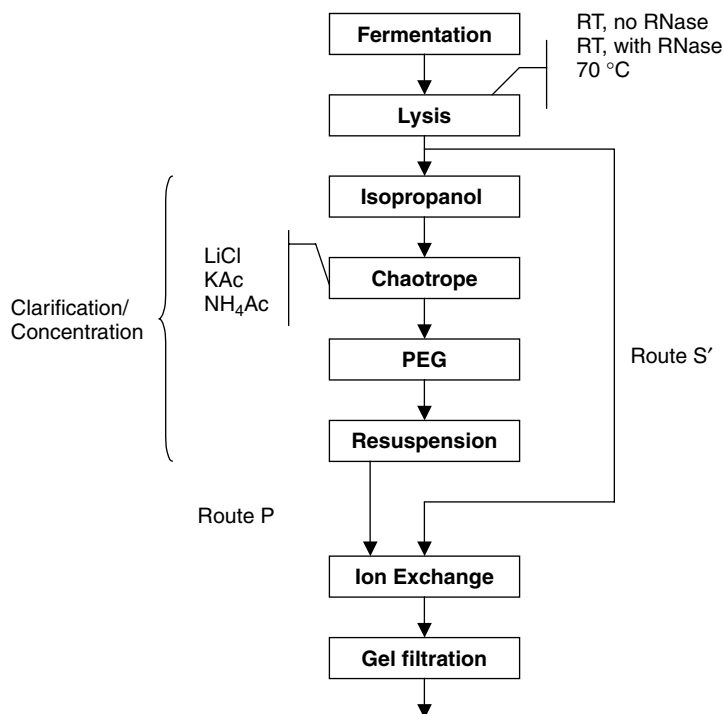 Fermentation
RT, no RNase
RT, with RNase
70 °C
Lysis
Isopropanol
LiCl
KAc
NH₄Ac
Chaotrope
Clarification/
Concentration
PEG
Route S′
Resuspension
Route P
Ion Exchange
Gel filtration